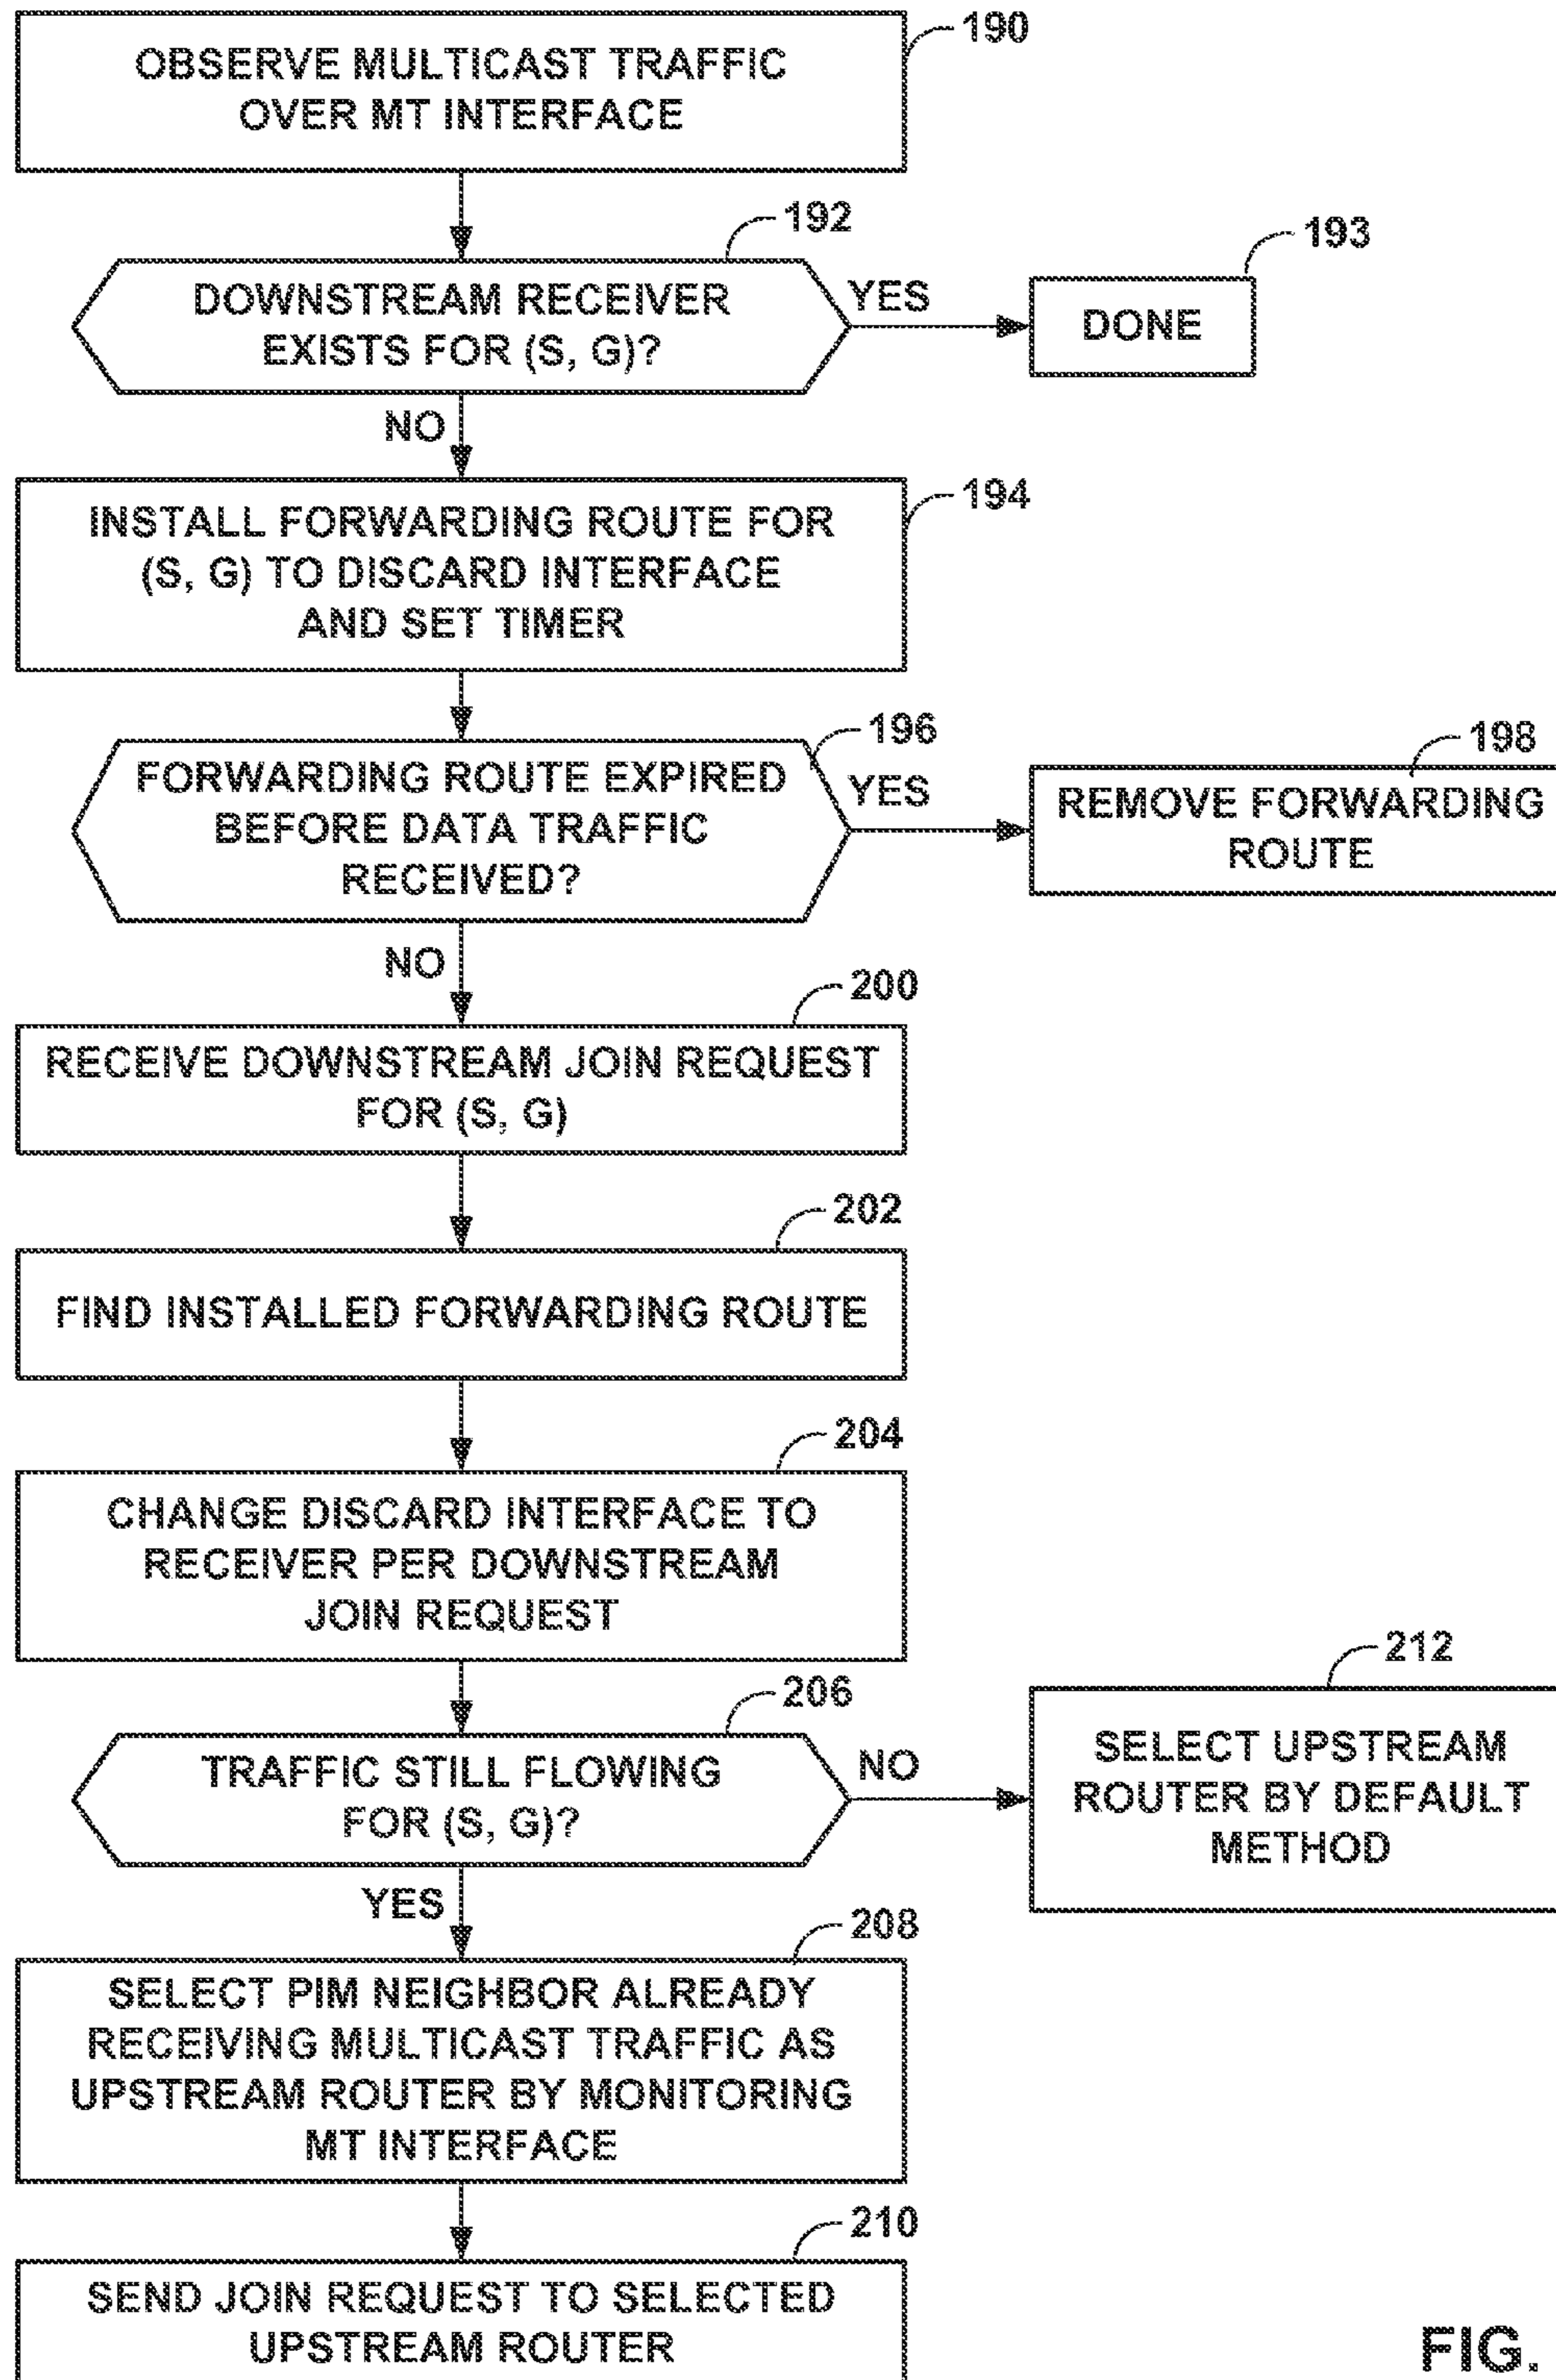 190
OBSERVE MULTICAST TRAFFIC
OVER MT INTERFACE
192
193
DOWNSTREAM RECEIVER
EXISTS FOR (S, G)?
YES
DONE
NO
194
INSTALL FORWARDING ROUTE FOR
(S, G) TO DISCARD INTERFACE
AND SET TIMER
196
198
FORWARDING ROUTE EXPIRED
BEFORE DATA TRAFFIC
RECEIVED?
YES
REMOVE FORWARDING
ROUTE
NO
200
RECEIVE DOWNSTREAM JOIN REQUEST
FOR (S, G)
202
FIND INSTALLED FORWARDING ROUTE
204
CHANGE DISCARD INTERFACE TO
RECEIVER PER DOWNSTREAM
JOIN REQUEST
206
212
TRAFFIC STILL FLOWING
FOR (S, G)?
NO
SELECT UPSTREAM
ROUTER BY DEFAULT
METHOD
YES
208
SELECT PIM NEIGHBOR ALREADY
RECEIVING MULTICAST TRAFFIC AS
UPSTREAM ROUTER BY MONITORING
MT INTERFACE
210
SEND JOIN REQUEST TO SELECTED
UPSTREAM ROUTER
FIG.